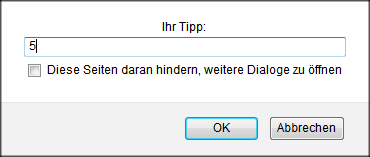 Ihr Tipp:
5
Diese Seiten daran hindern, weitere Dialoge zu öffnen
OK Abbrechen